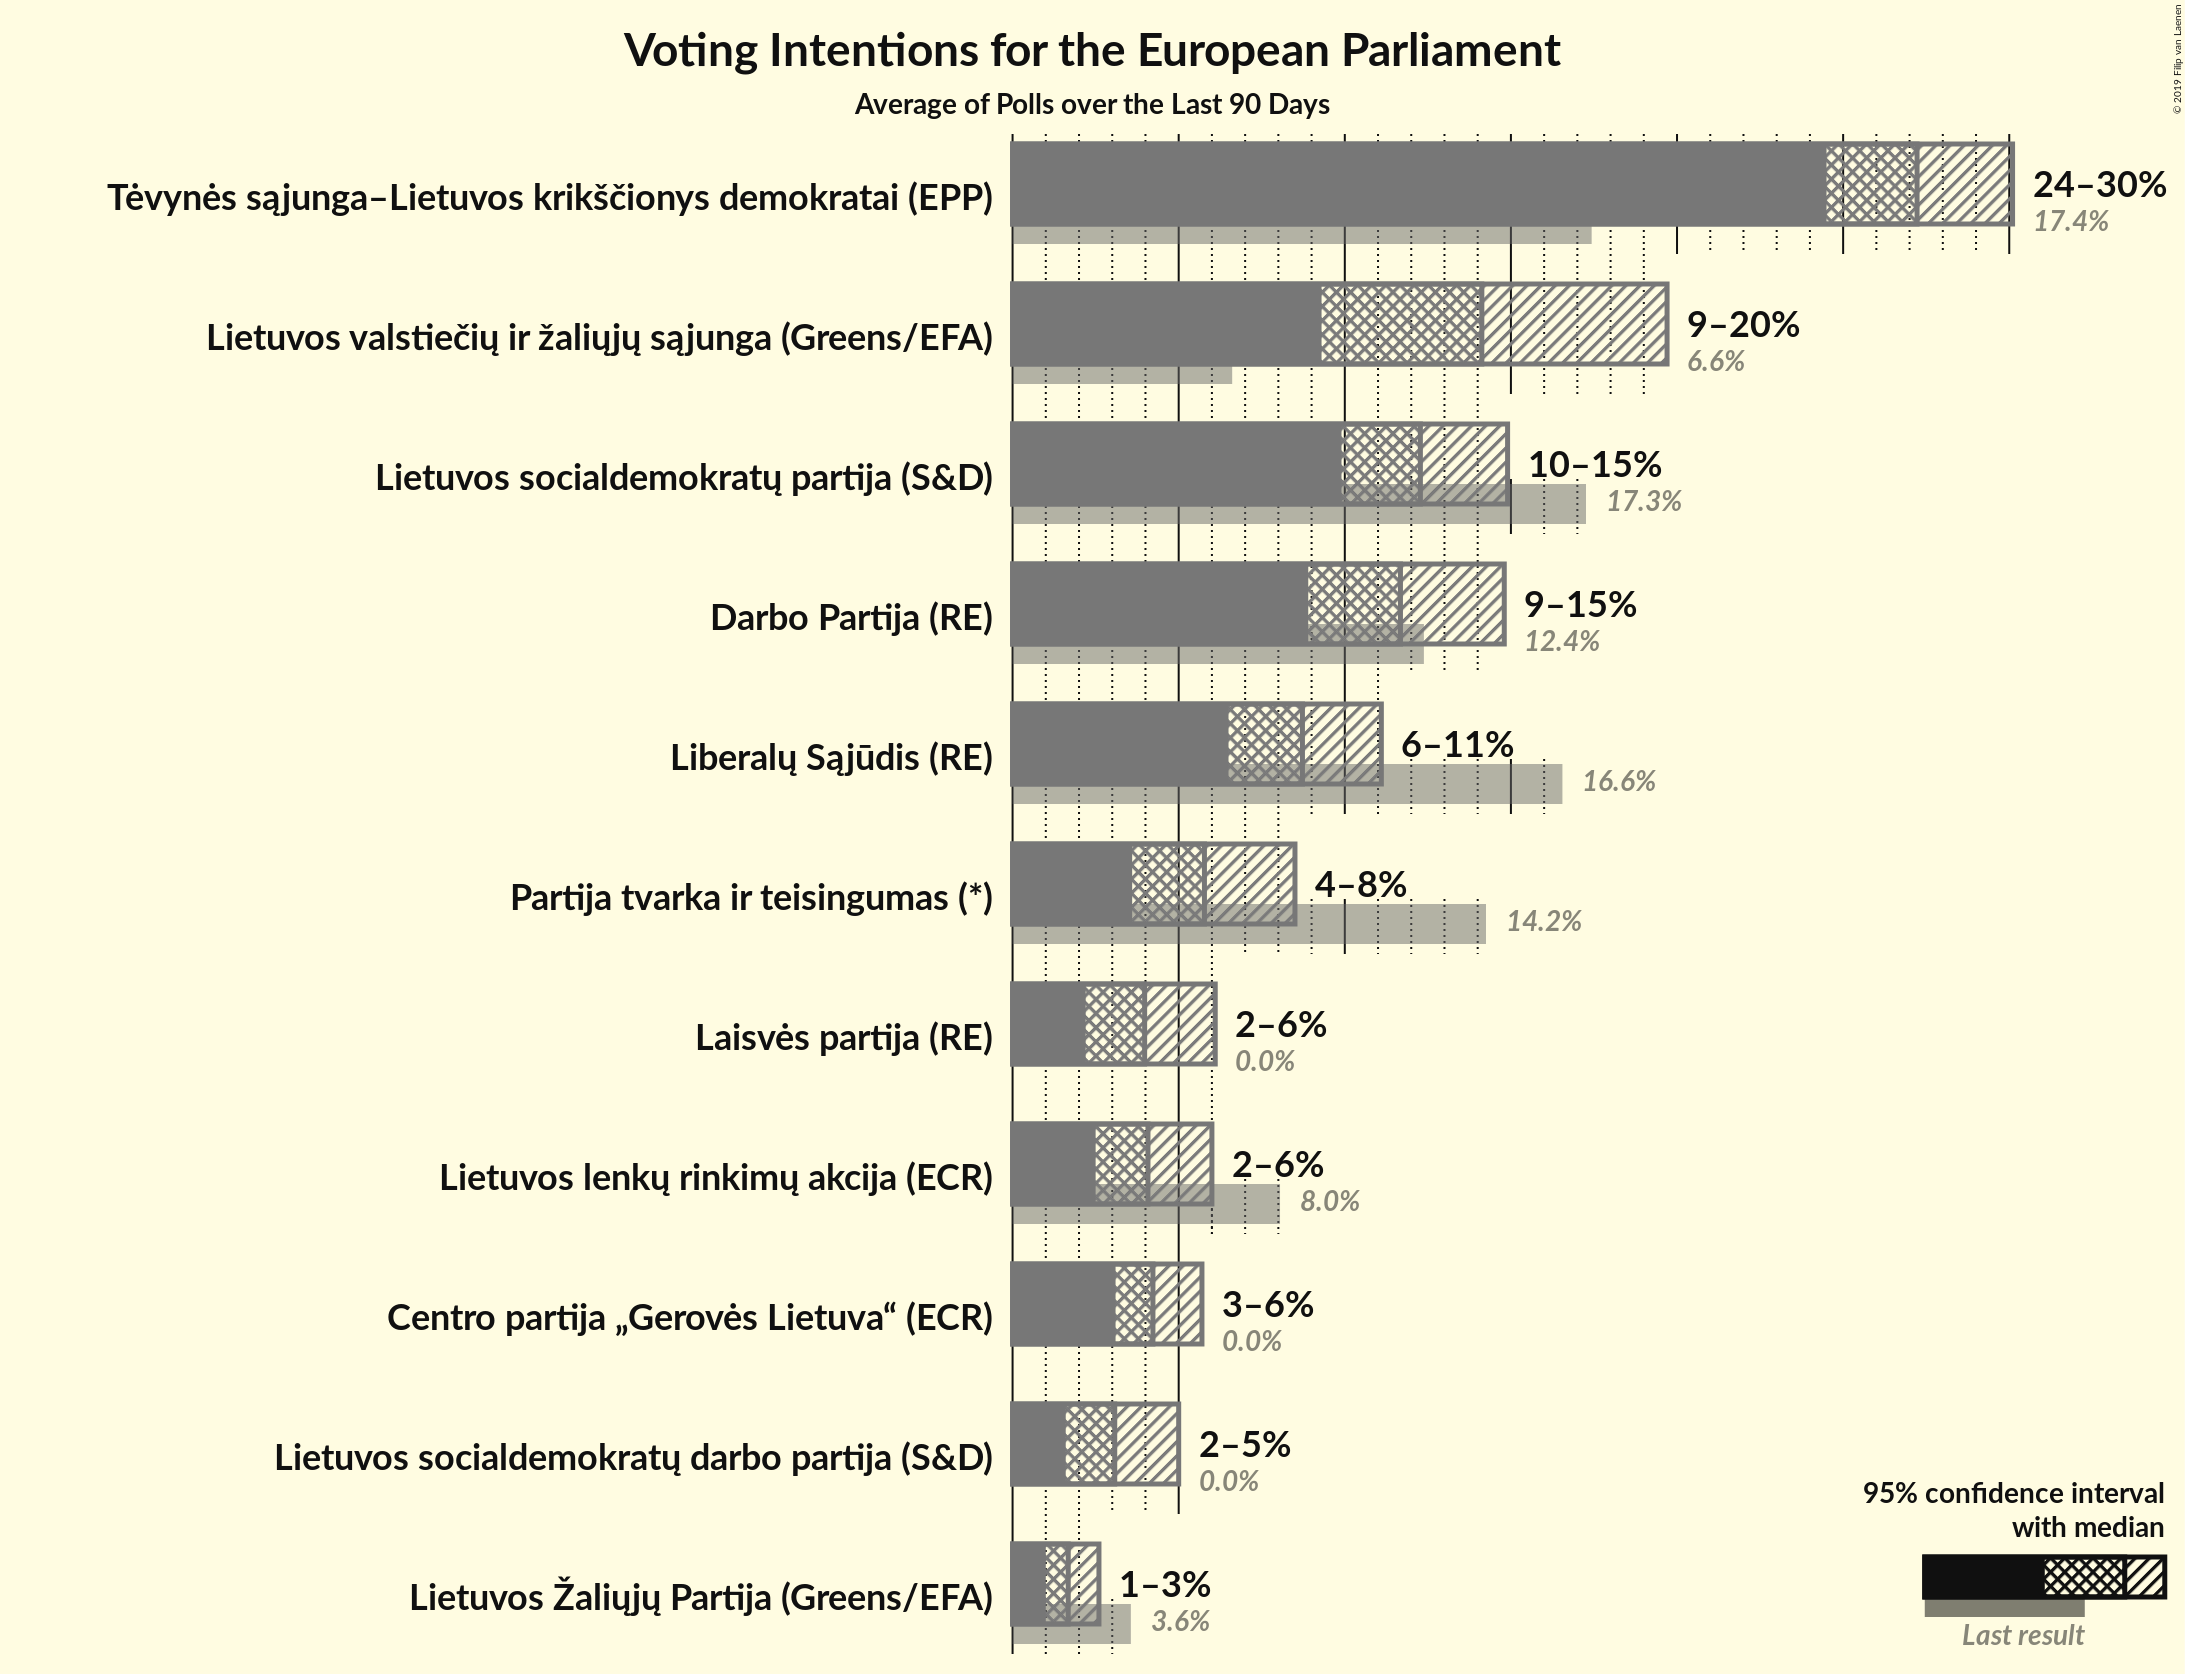 Voting Intentions for the European Parliament
Average of Polls over the Last 90 Days
© 2019 Filip van Laenen
Tėvynės sąjunga–Lietuvos krikščionys demokratai (EPP)
24–30%
17.4%
Lietuvos valstiečių ir žaliųjų sąjunga (Greens/EFA)
9–20%
6.6%
Lietuvos socialdemokratų partija (S&D)
10–15%
17.3%
Darbo Partija (RE)
9–15%
12.4%
Liberalų Sąjūdis (RE)
6–11%
16.6%
Partija tvarka ir teisingumas (*)
4–8%
14.2%
Laisvės partija (RE)
2–6%
0.0%
Lietuvos lenkų rinkimų akcija (ECR)
2–6%
8.0%
Centro partija „Gerovės Lietuva“ (ECR)
3–6%
0.0%
Lietuvos socialdemokratų darbo partija (S&D)
2–5%
0.0%
Lietuvos Žaliųjų Partija (Greens/EFA)
1–3%
3.6%
95% confidence interval
with median
Last result